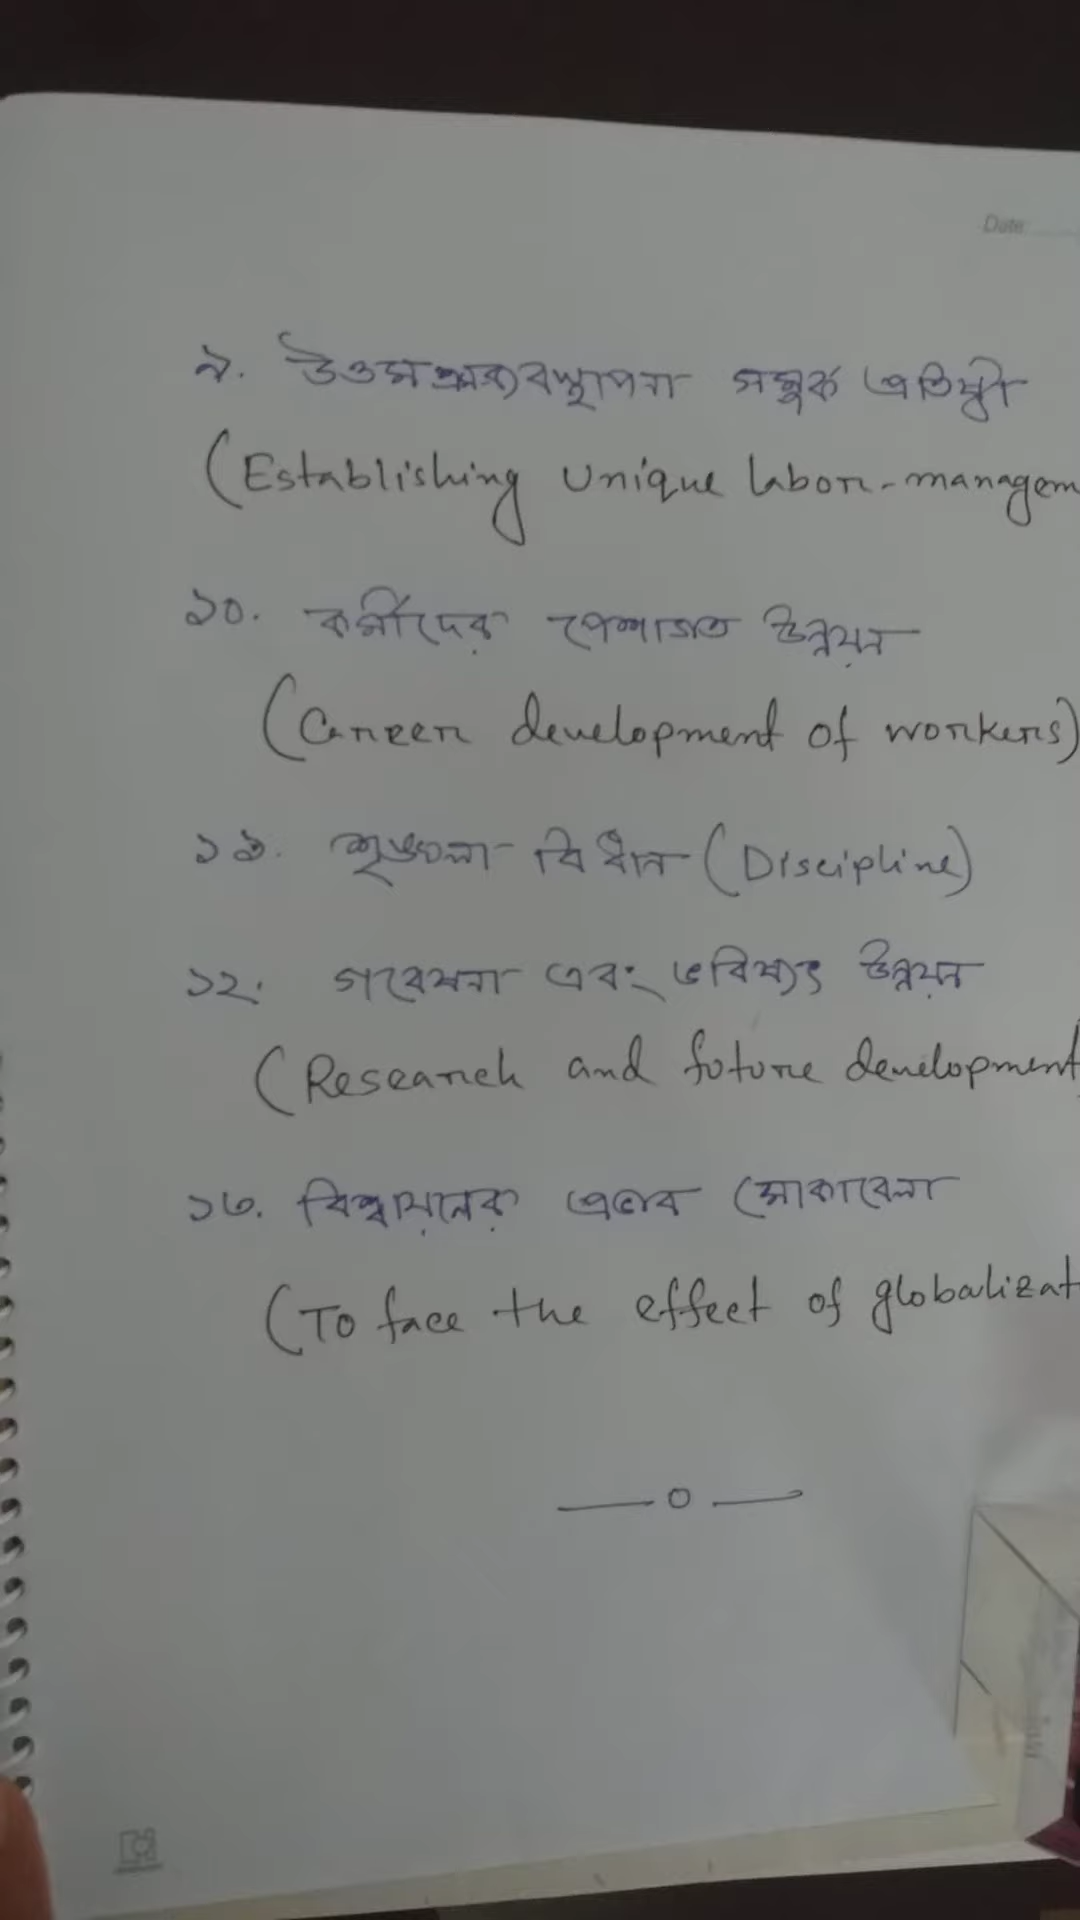 Date
৯. উত্তম শ্রমব্যবস্থাপনা সম্পর্ক প্রতিষ্ঠা
(Establishing unique labor-managem
১০. কর্মীদের পেশাগত উন্নয়ন
(Career development of workers)
১১. শৃঙ্খলা বিধান (Discipline)
১২. গবেষনা এবং ভবিষ্যৎ উন্নয়ন
(Research and future development
১৩. বিশ্বায়নের প্রভাব মোকাবেলা
(To face the effect of globalizat